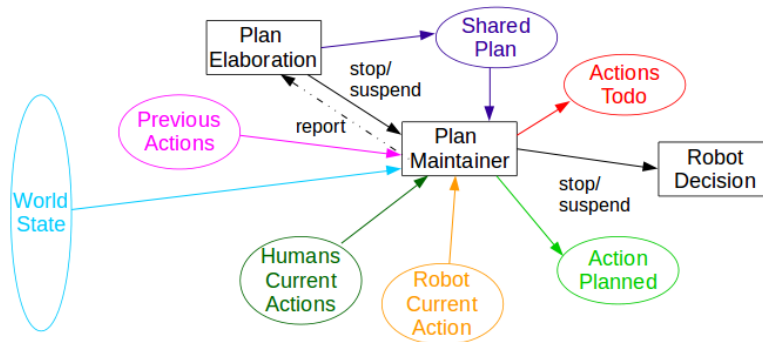 Plan
Elaboration
Shared
Plan
stop/
suspend
Actions
Todo
Previous
Actions
report
Plan
Maintainer
Robot
Decision
World
State
stop/
suspend
Humans
Current
Actions
Robot
Current
Action
Action
Planned